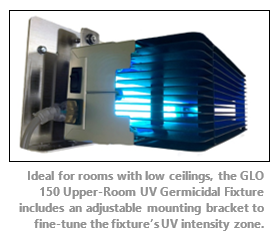 Ideal for rooms with low ceilings, the GLO
150 Upper-Room UV Germicidal Fixture
includes an adjustable mounting bracket to
fine-tune the fixture's UV intensity zone.